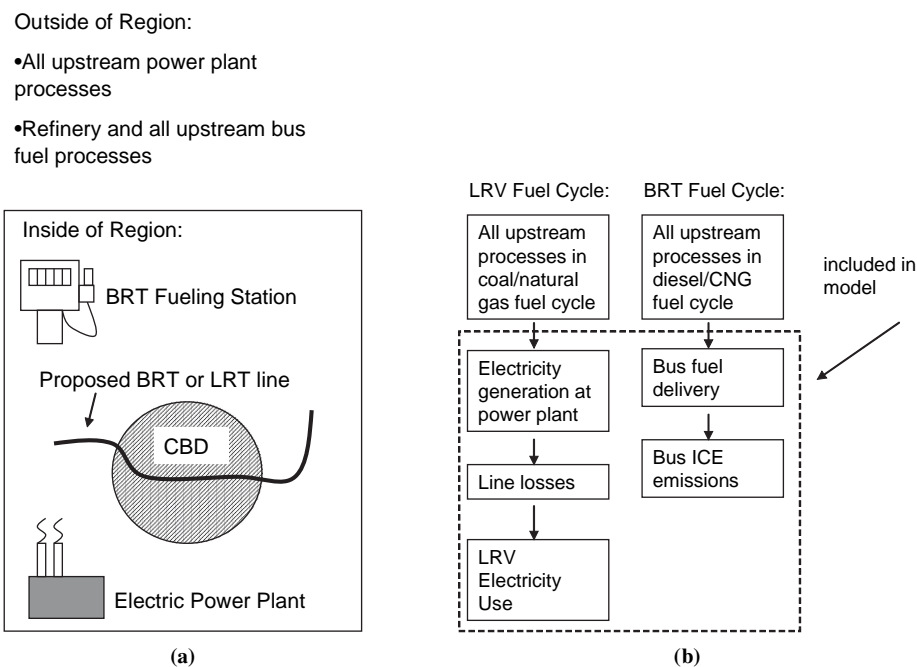 Outside of Region:
•All upstream power plant
processes
•Refinery and all upstream bus
fuel processes
Inside of Region:
BRT Fueling Station
Proposed BRT or LRT line
CBD
Electric Power Plant
(a)
LRV Fuel Cycle:
All upstream
processes in
coal/natural
gas fuel cycle
Electricity
generation at
power plant
Line losses
LRV
Electricity
Use
BRT Fuel Cycle:
All upstream
processes in
diesel/CNG
fuel cycle
Bus fuel
delivery
Bus ICE
emissions
included in
model
(b)